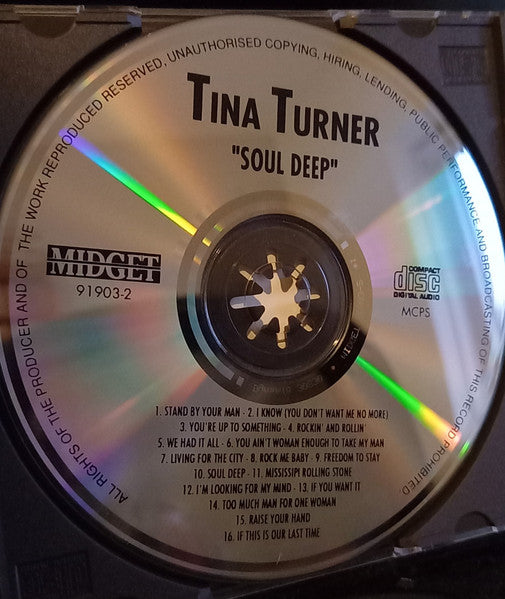 ALL RIGHTS OF THE PRODUCER AND OF THE WORK REPRODUCED RESERVED, UNAUTHORISED COPYING, HIRING, LENDING, PUBLIC PERFORMANCE AND BROADCASTING OF THIS RECORD PROHIBITED
TINA TURNER
"SOUL DEEP"
MIDGET
91903-2
COMPACT
disc
DIGITAL AUDIO
MCPS
1. STAND BY YOUR MAN - 2. I KNOW (YOU DON'T WANT ME NO MORE)
3. YOU'RE UP TO SOMETHING - 4. ROCKIN' AND ROLLIN'
5. WE HAD IT ALL - 6. YOU AIN'T WOMAN ENOUGH TO TAKE MY MAN
7. LIVING FOR THE CITY - 8. ROCK ME BABY - 9. FREEDOM TO STAY
10. SOUL DEEP - 11. MISSISSIPI ROLLING STONE
12. I'M LOOKING FOR MY MIND - 13. IF YOU WANT IT
14. TOO MUCH MAN FOR ONE WOMAN
15. RAISE YOUR HAND
16. IF THIS IS OUR LAST TIME